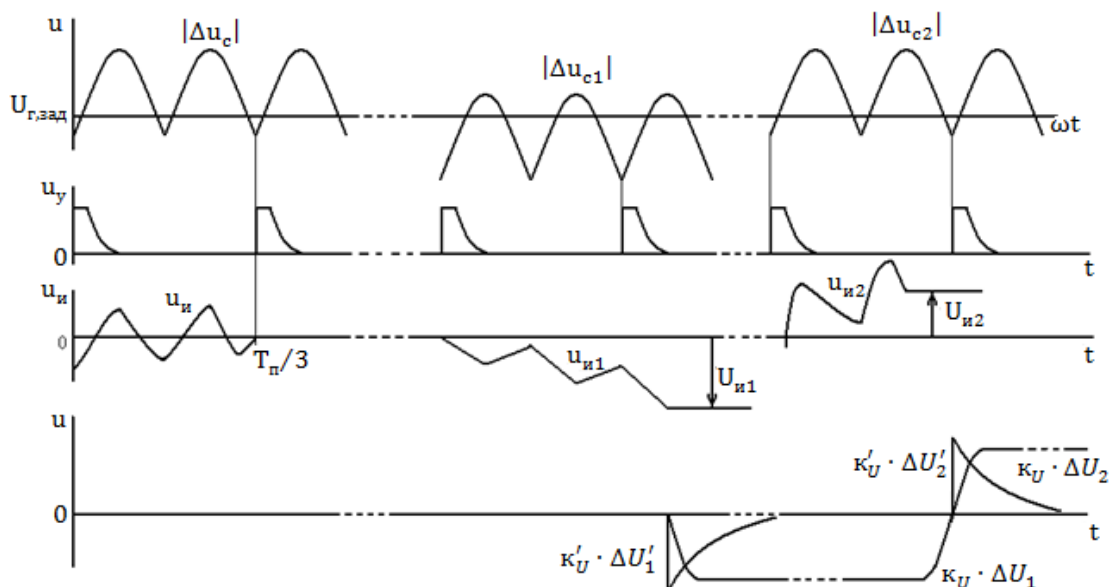 u
|Δu_c|
|Δu_c1|
|Δu_c2|
U_г,зад
ωt
u_y
0
t
u_и
u_и
0
T_п/3
u_и1
U_и1
u_и2
U_и2
t
u
0
κ′_U · ΔU′_1
κ_U · ΔU_1
κ′_U · ΔU′_2
κ_U · ΔU_2
t